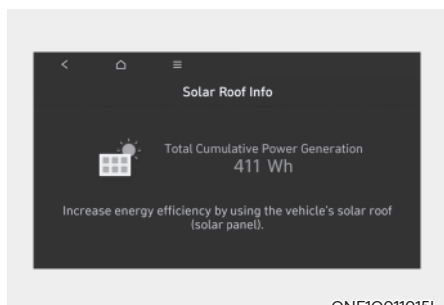 Solar Roof Info
Total Cumulative Power Generation
411 Wh
Increase energy efficiency by using the vehicle's solar roof
(solar panel).